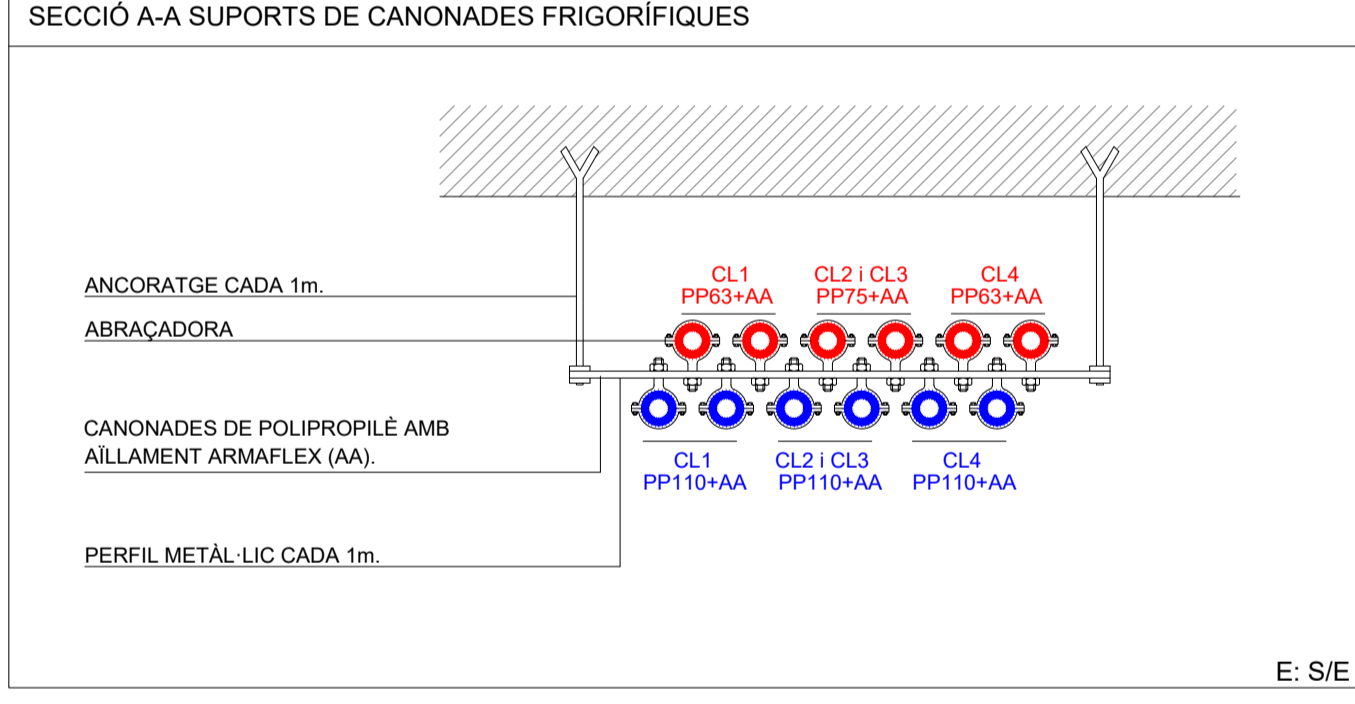 SECCIÓ A-A SUPORTS DE CANONADES FRIGORÍFIQUES
ANCORATGE CADA 1m.
ABRAÇADORA
CANONADES DE POLIPROPILÈ AMB
AÏLLAMENT ARMAFLEX (AA).
PERFIL METÀL·LIC CADA 1m.
CL1
PP63+AA
CL2 i CL3
PP75+AA
CL4
PP63+AA
CL1
PP110+AA
CL2 i CL3
PP110+AA
CL4
PP110+AA
E: S/E